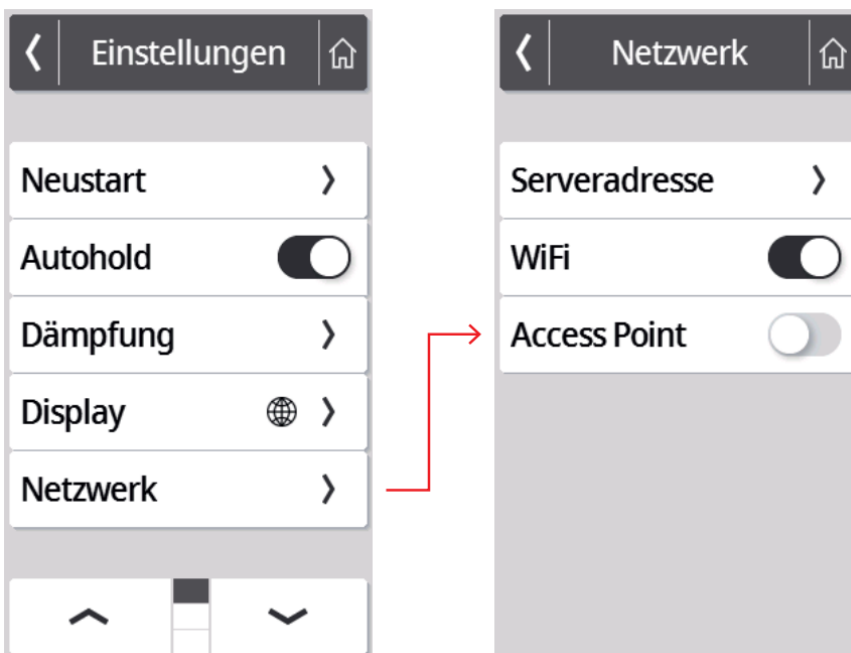 Einstellungen
Neustart
Autohold
Dämpfung
Display
Netzwerk
Netzwerk
Serveradresse
WiFi
Access Point